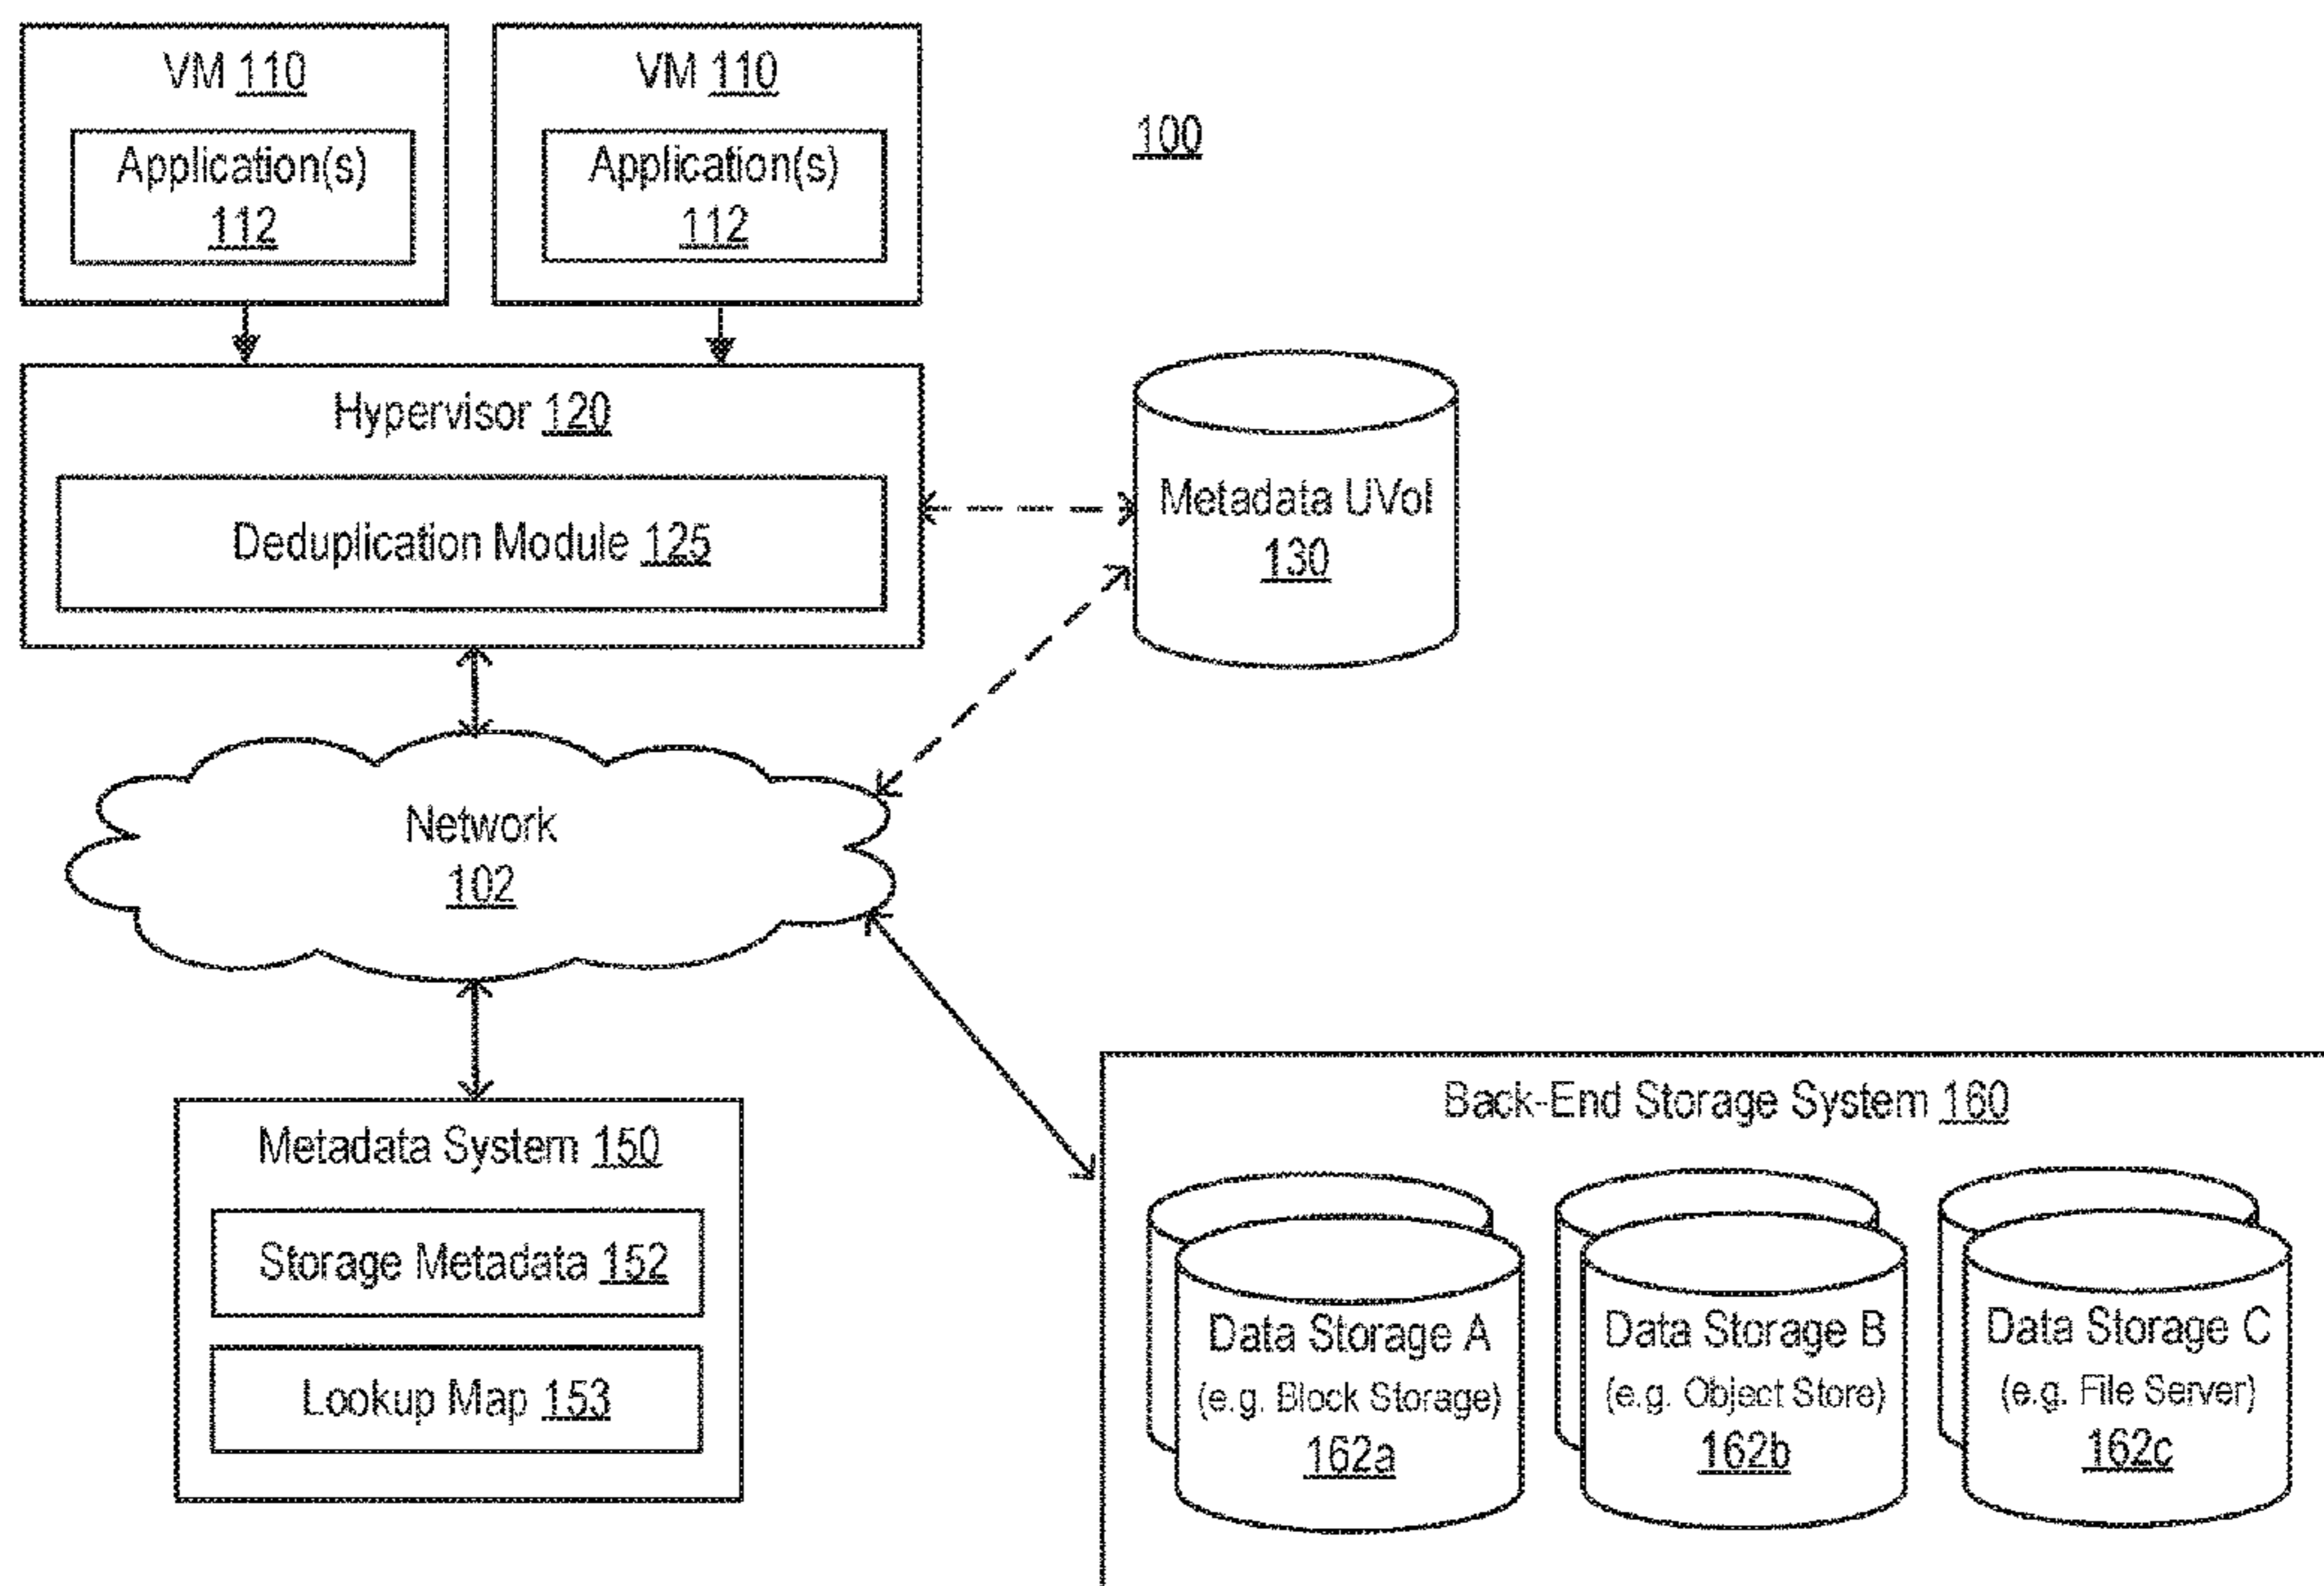 VM 110
Application(s)
112
VM 110
Application(s)
112
100
Hypervisor 120
Deduplication Module 125
Metadata UVol
130
Network
102
Metadata System 150
Storage Metadata 152
Lookup Map 153
Back-End Storage System 160
Data Storage A
(e.g. Block Storage)
162a
Data Storage B
(e.g. Object Store)
162b
Data Storage C
(e.g. File Server)
162c